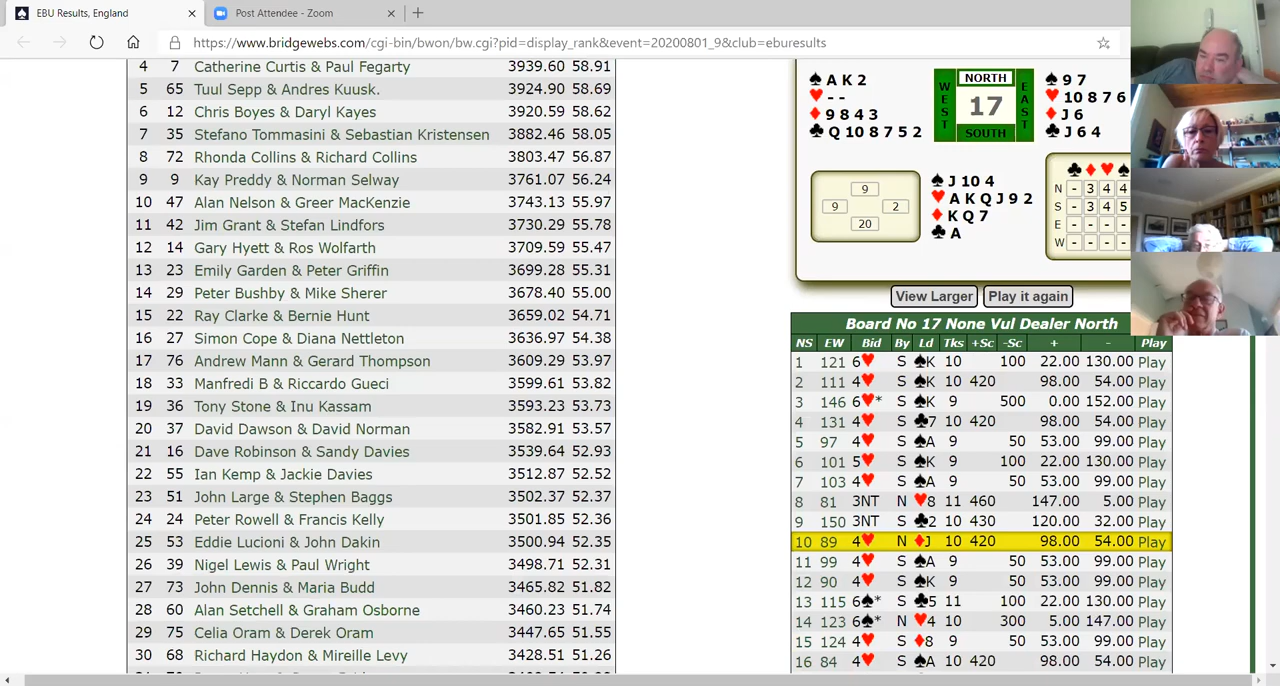 EBU Results, England
Post Attendee - Zoom
https://www.bridgewebs.com/cgi-bin/bwon/bw.cgi?pid=display_rank&event=20200801_9&club=eburesults
4 7 Catherine Curtis & Paul Fegarty 3939.60 58.91
5 65 Tuul Sepp & Andres Kuusk. 3924.90 58.69
6 12 Chris Boyes & Daryl Kayes 3920.59 58.62
7 35 Stefano Tommasini & Sebastian Kristensen 3882.46 58.05
8 72 Rhonda Collins & Richard Collins 3803.47 56.87
9 9 Kay Preddy & Norman Selway 3761.07 56.24
10 47 Alan Nelson & Greer MacKenzie 3743.13 55.97
11 42 Jim Grant & Stefan Lindfors 3730.29 55.78
12 14 Gary Hyett & Ros Wolfarth 3709.59 55.47
13 23 Emily Garden & Peter Griffin 3699.28 55.31
14 29 Peter Bushby & Mike Sherer 3678.40 55.00
15 22 Ray Clarke & Bernie Hunt 3659.02 54.71
16 27 Simon Cope & Diana Nettleton 3636.97 54.38
17 76 Andrew Mann & Gerard Thompson 3609.29 53.97
18 33 Manfredi B & Riccardo Gueci 3599.61 53.82
19 36 Tony Stone & Inu Kassam 3593.23 53.73
20 37 David Dawson & David Norman 3582.91 53.57
21 16 Dave Robinson & Sandy Davies 3539.64 52.93
22 55 Ian Kemp & Jackie Davies 3512.87 52.52
23 51 John Large & Stephen Baggs 3502.37 52.37
24 24 Peter Rowell & Francis Kelly 3501.85 52.36
25 53 Eddie Lucioni & John Dakin 3500.94 52.35
26 39 Nigel Lewis & Paul Wright 3498.71 52.31
27 73 John Dennis & Maria Budd 3465.82 51.82
28 60 Alan Setchell & Graham Osborne 3460.23 51.74
29 75 Celia Oram & Derek Oram 3447.65 51.55
30 68 Richard Haydon & Mireille Levy 3428.51 51.26
♠ A K 2
♥ - -
♦ 9 8 4 3
♣ Q 10 8 7 5 2
NORTH
WEST
17
EAST
SOUTH
♠ 9 7
♥ 10 8 7 6
♦ J 6
♣ J 6 4
9
9 2
20
♠ J 10 4
♥ A K Q J 9 2
♦ K Q 7
♣ A
♣ ♦ ♥ ♠
N - 3 4 4
S - 3 4 5
E - - - -
W - - - -
View Larger
Play it again
Board No 17 None Vul Dealer North
NS EW Bid By Ld Tks +Sc -Sc + - Play
1 121 6♥ S ♠K 10 100 22.00 130.00 Play
2 111 4♥ S ♠K 10 420 98.00 54.00 Play
3 146 6♥* S ♠K 9 500 0.00 152.00 Play
4 131 4♥ S ♣7 10 420 98.00 54.00 Play
5 97 4♥ S ♠A 9 50 53.00 99.00 Play
6 101 5♥ S ♠K 9 100 22.00 130.00 Play
7 103 4♥ S ♠A 9 50 53.00 99.00 Play
8 81 3NT N ♥8 11 460 147.00 5.00 Play
9 150 3NT S ♣2 10 430 120.00 32.00 Play
10 89 4♥ N ♦J 10 420 98.00 54.00 Play
11 99 4♥ S ♠A 9 50 53.00 99.00 Play
12 90 4♥ S ♠K 9 50 53.00 99.00 Play
13 115 6♠* S ♣5 11 100 22.00 130.00 Play
14 123 6♠* N ♥4 10 300 5.00 147.00 Play
15 124 4♥ S ♦8 9 50 53.00 99.00 Play
16 84 4♥ S ♠A 10 420 98.00 54.00 Play